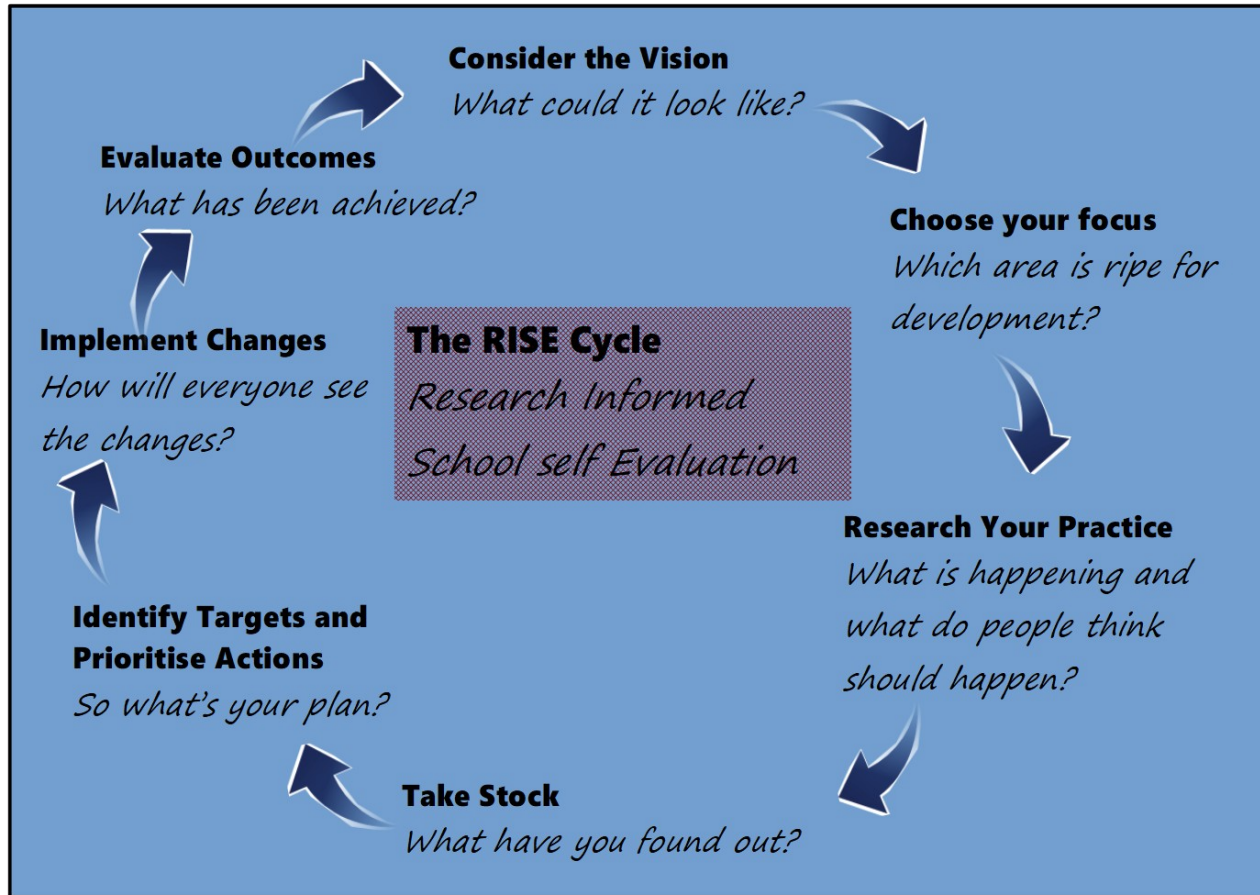 Consider the Vision
What could it look like?
Choose your focus
Which area is ripe for
development?
Research Your Practice
What is happening and
what do people think
should happen?
Take Stock
What have you found out?
Identify Targets and
Prioritise Actions
So what's your plan?
Implement Changes
How will everyone see
the changes?
Evaluate Outcomes
What has been achieved?
The RISE Cycle
Research Informed
School self Evaluation